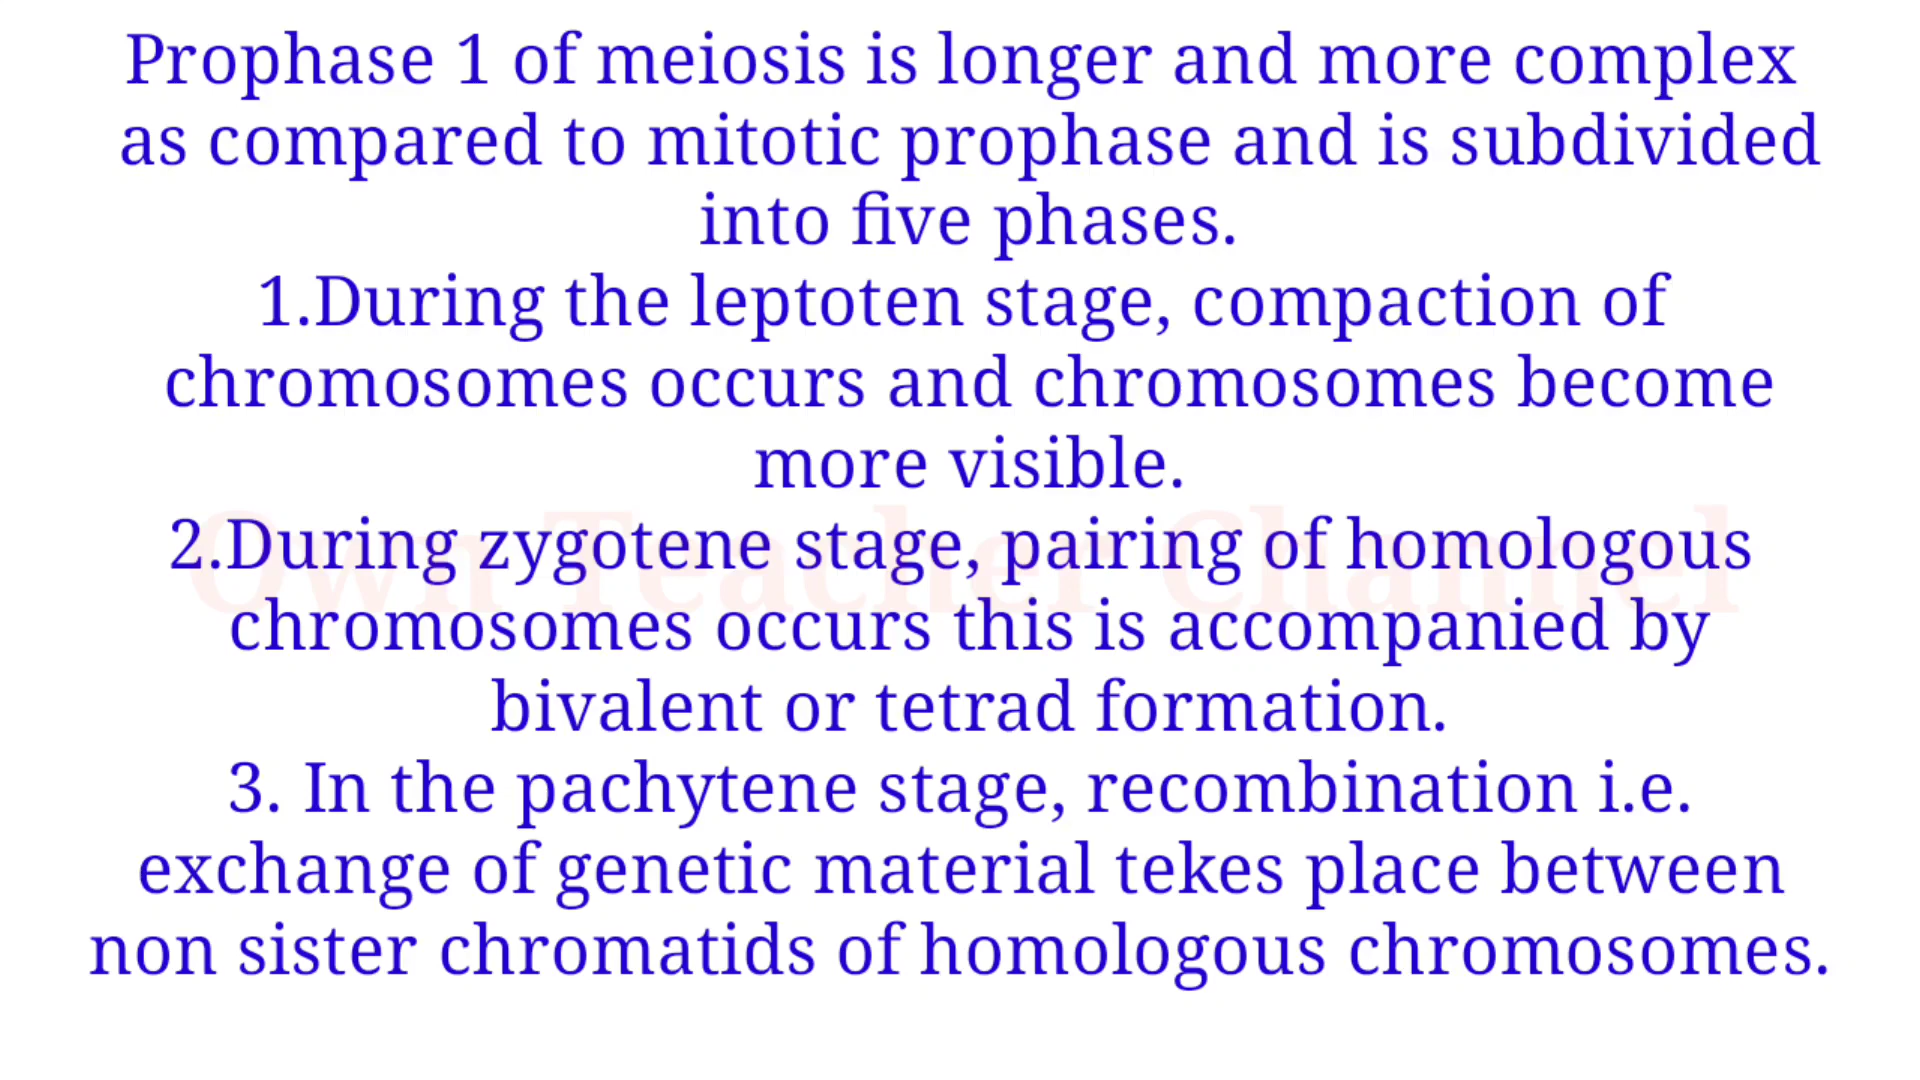 Prophase 1 of meiosis is longer and more complex
as compared to mitotic prophase and is subdivided
into five phases.
1.During the leptoten stage, compaction of
chromosomes occurs and chromosomes become
more visible.
2.During zygotene stage, pairing of homologous
Own Teacher Channel
chromosomes occurs this is accompanied by
bivalent or tetrad formation.
3. In the pachytene stage, recombination i.e.
exchange of genetic material tekes place between
non sister chromatids of homologous chromosomes.